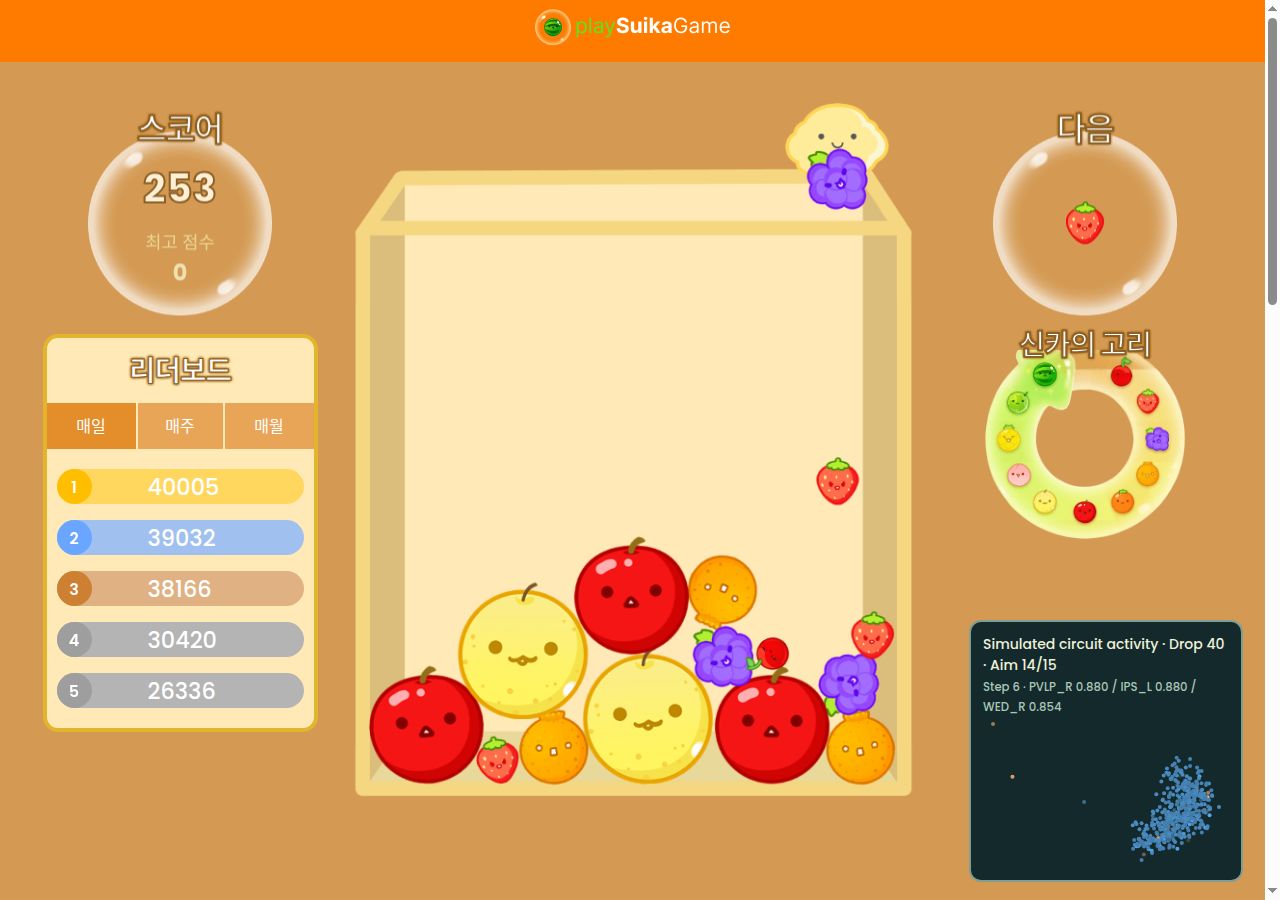 playSuikaGame
스코어
253
최고 점수
0
다음
리더보드
매일 매주 매월
1 40005
2 39032
3 38166
4 30420
5 26336
신카의 고리
Simulated circuit activity · Drop 40
· Aim 14/15
Step 6 · PVLP_R 0.880 / IPS_L 0.880 /
WED_R 0.854